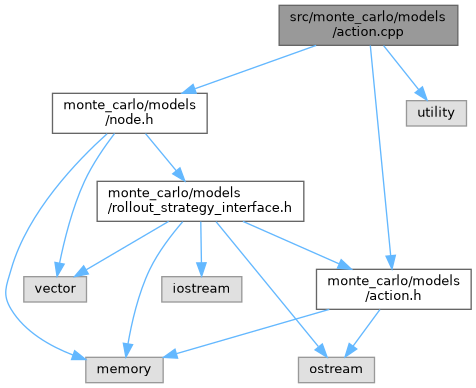 src/monte_carlo/models
/action.cpp
monte_carlo/models
/node.h
utility
monte_carlo/models
/rollout_strategy_interface.h
vector
iostream
monte_carlo/models
/action.h
memory
ostream